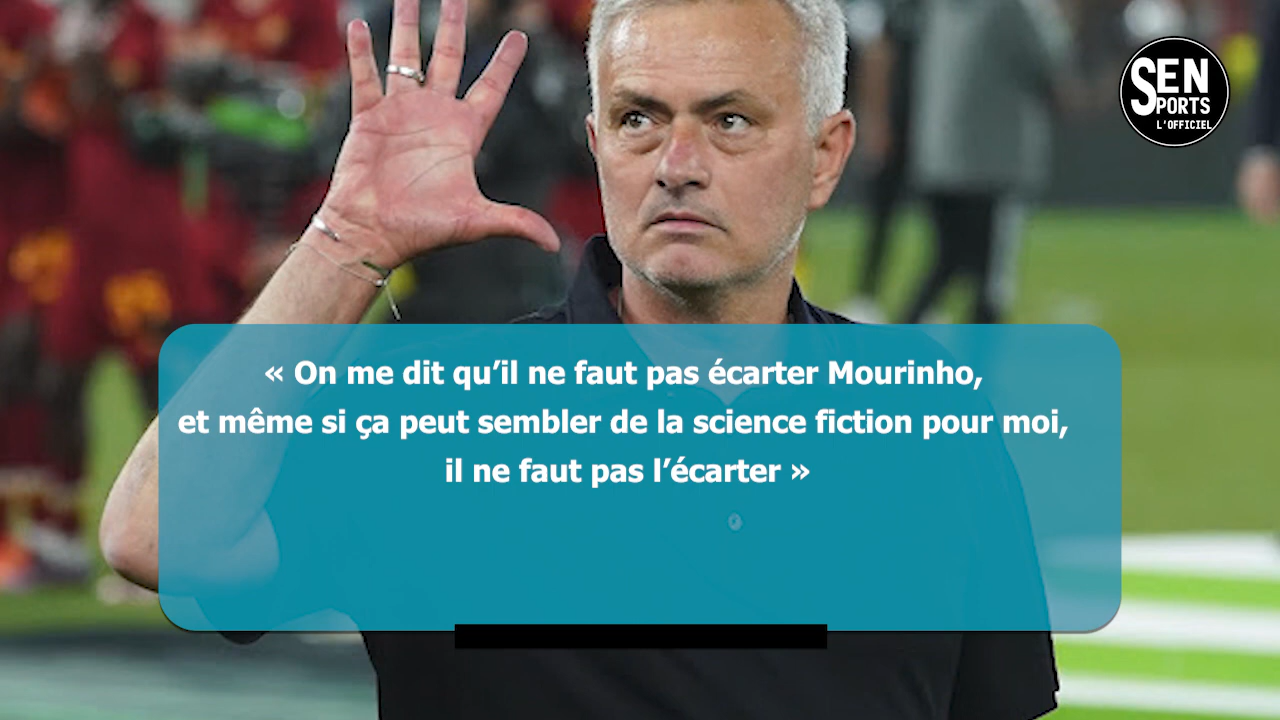 SEN
SPORTS
L'OFFICIEL
« On me dit qu’il ne faut pas écarter Mourinho,
et même si ça peut sembler de la science fiction pour moi,
il ne faut pas l’écarter »